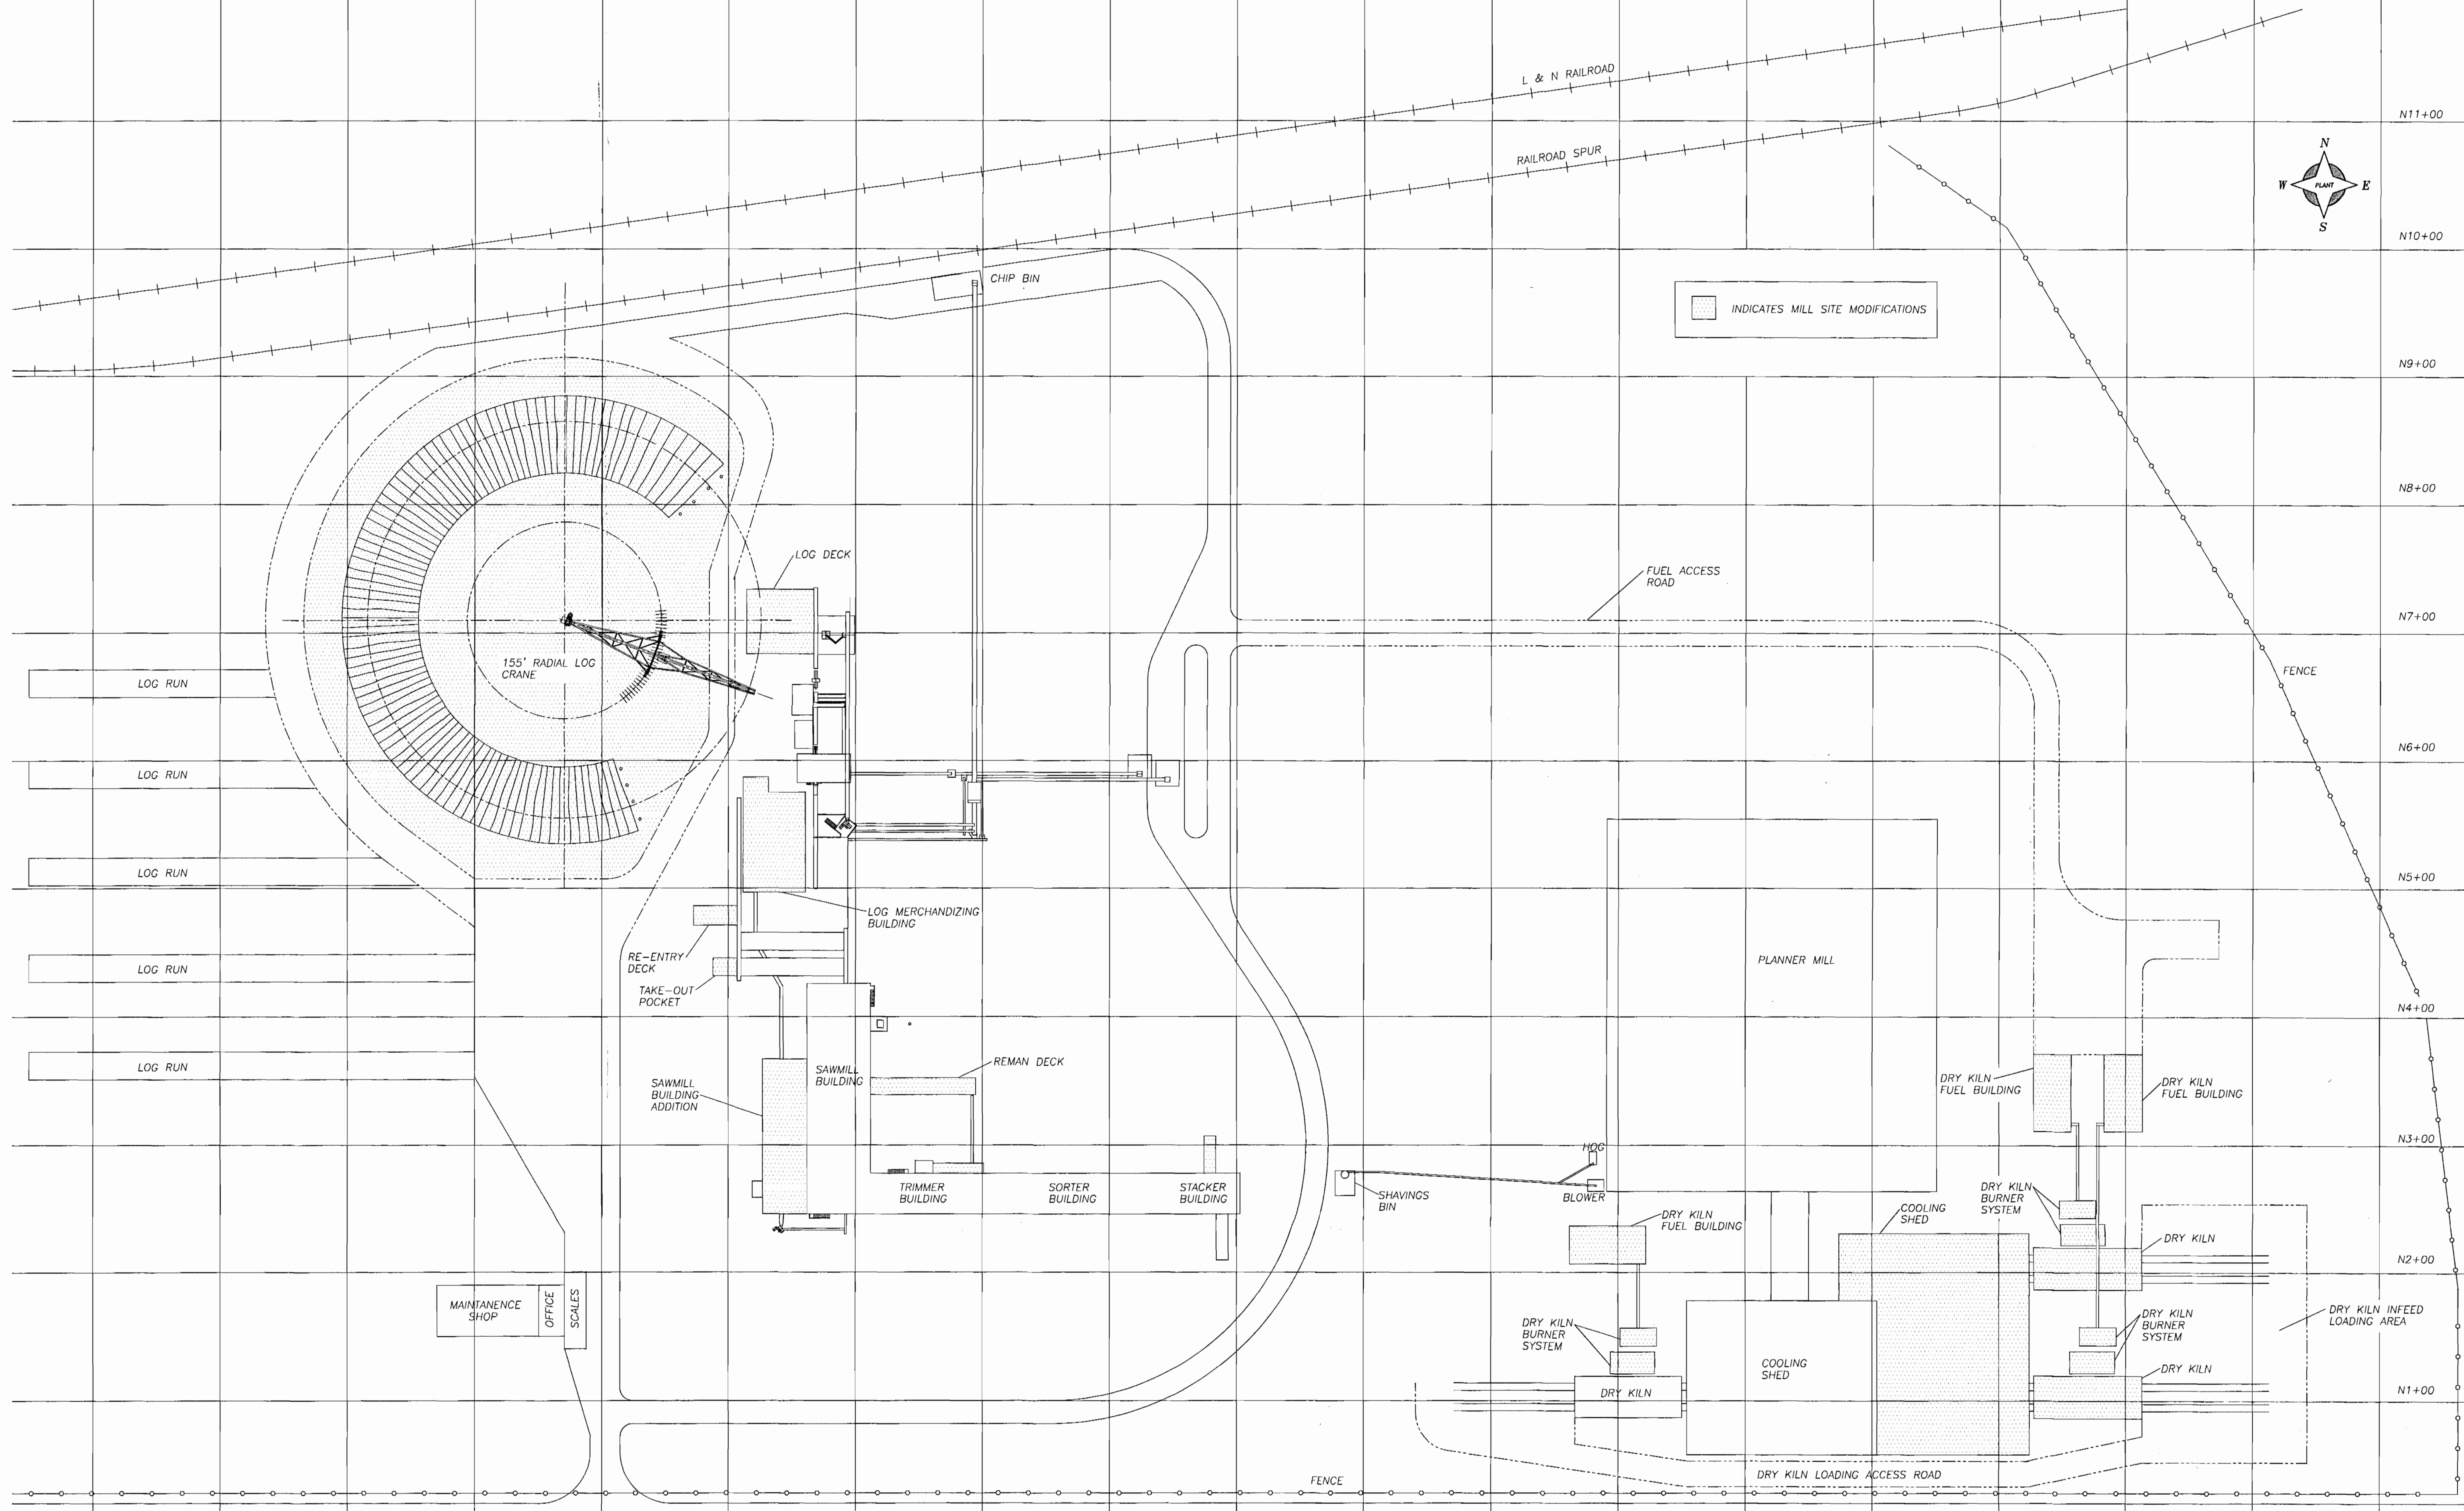 L & N RAILROAD
N11+00
RAILROAD SPUR
N
W PLANT E
S
N10+00
CHIP BIN
INDICATES MILL SITE MODIFICATIONS
N9+00
N8+00
LOG DECK
FUEL ACCESS
ROAD
N7+00
155' RADIAL LOG
CRANE
FENCE
LOG RUN
N6+00
LOG RUN
LOG RUN
N5+00
LOG MERCHANDIZING
BUILDING
RE-ENTRY
DECK
PLANNER MILL
LOG RUN
TAKE-OUT
POCKET
N4+00
LOG RUN
SAWMILL
BUILDING
REMAN DECK
SAWMILL
BUILDING
ADDITION
DRY KILN
FUEL BUILDING
DRY KILN
FUEL BUILDING
N3+00
HOG
TRIMMER
BUILDING
SORTER
BUILDING
STACKER
BUILDING
SHAVINGS
BIN
BLOWER
DRY KILN
BURNER
SYSTEM
DRY KILN
FUEL BUILDING
COOLING
SHED
DRY KILN
N2+00
MAINTANENCE
SHOP
OFFICE
SCALES
DRY KILN
BURNER
SYSTEM
DRY KILN
BURNER
SYSTEM
DRY KILN INFEED
LOADING AREA
COOLING
SHED
DRY KILN
DRY KILN
N1+00
DRY KILN LOADING ACCESS ROAD
FENCE